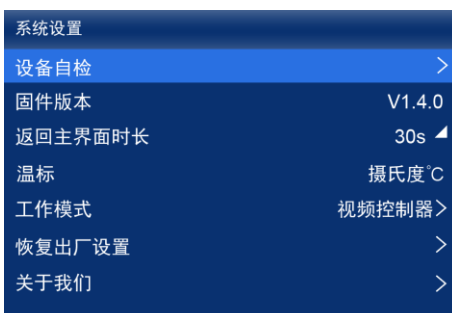 系统设置
设备自检 >
固件版本 V1.4.0
返回主界面时长 30s
温标 摄氏度℃
工作模式 视频控制器>
恢复出厂设置 >
关于我们 >